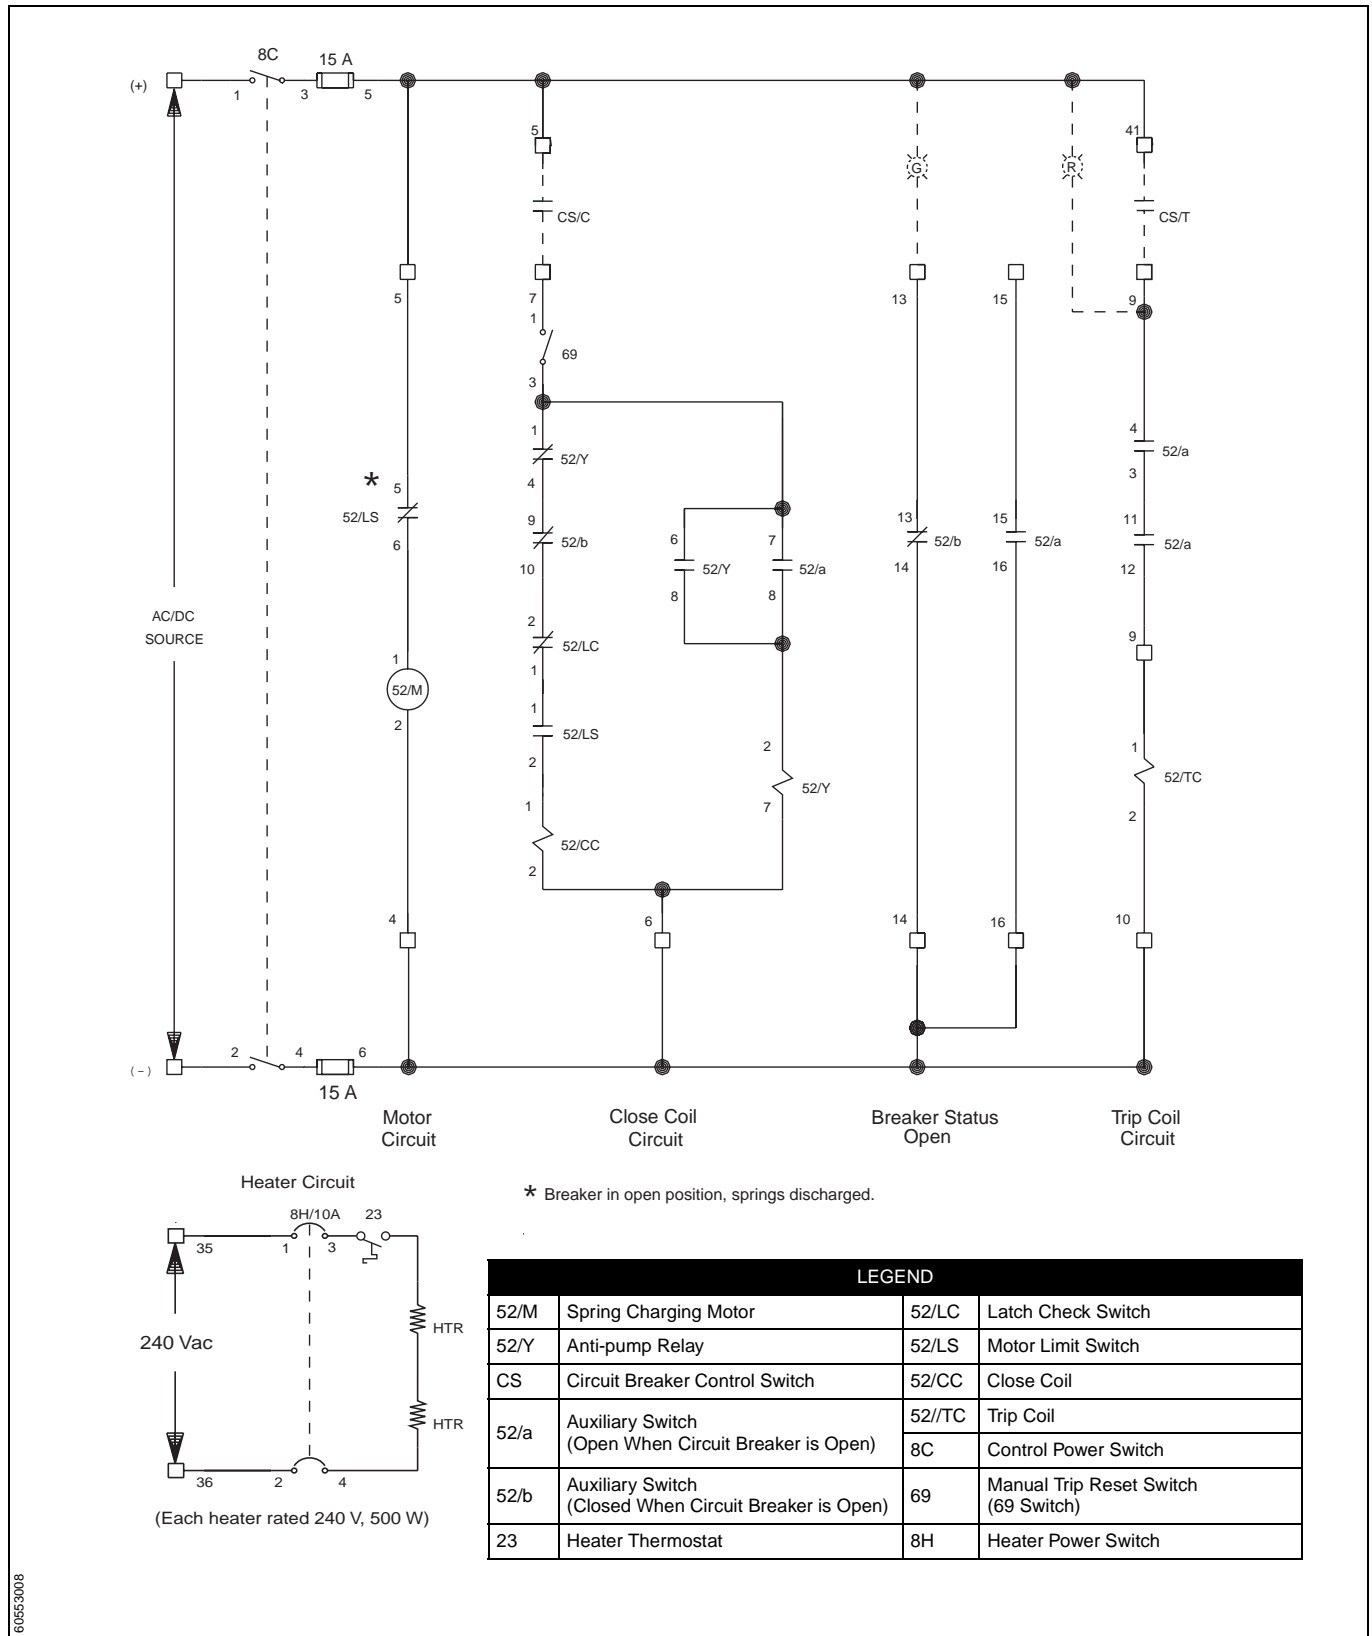 8C
15 A
(+)
1
3
5
5
41
G
R
CS/C
CS/T
5
7
13
15
9
1
69
3
1
4
52/Y
52/a
4
3
*
5
9
13
15
11
52/LS
52/b
6
7
52/b
52/a
52/a
6
10
52/Y
52/a
14
16
12
8
8
AC/DC
SOURCE
2
52/LC
9
1
1
52/M
1
2
52/LS
2
2
1
52/Y
52/TC
1
7
2
52/CC
2
4
6
14
16
10
2
4
6
(–)
15 A
Motor
Circuit
Close Coil
Circuit
Breaker Status
Open
Trip Coil
Circuit
Heater Circuit
* Breaker in open position, springs discharged.
8H/10A
23
35
1
3
HTR
240 Vac
HTR
36
2
4
(Each heater rated 240 V, 500 W)
LEGEND
52/M Spring Charging Motor 52/LC Latch Check Switch
52/Y Anti-pump Relay 52/LS Motor Limit Switch
CS Circuit Breaker Control Switch 52/CC Close Coil
52/a Auxiliary Switch
(Open When Circuit Breaker is Open)
52//TC Trip Coil
8C Control Power Switch
52/b Auxiliary Switch
(Closed When Circuit Breaker is Open)
69 Manual Trip Reset Switch
(69 Switch)
23 Heater Thermostat 8H Heater Power Switch
60553008